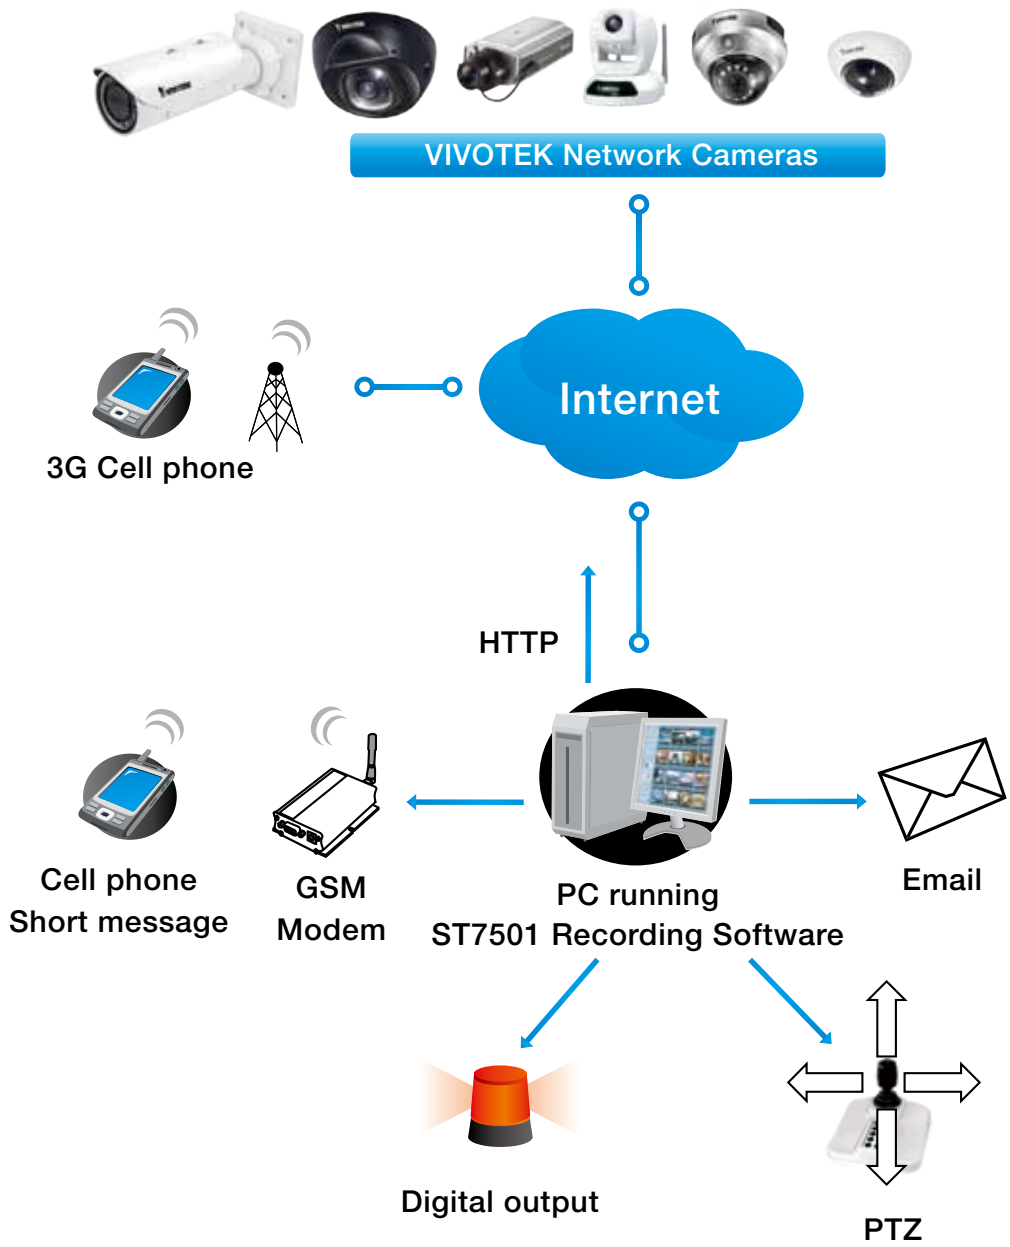 VIVOTEK Network Cameras
Internet
3G Cell phone
HTTP
Cell phone
Short message
GSM
Modem
PC running
ST7501 Recording Software
Email
Digital output
PTZ